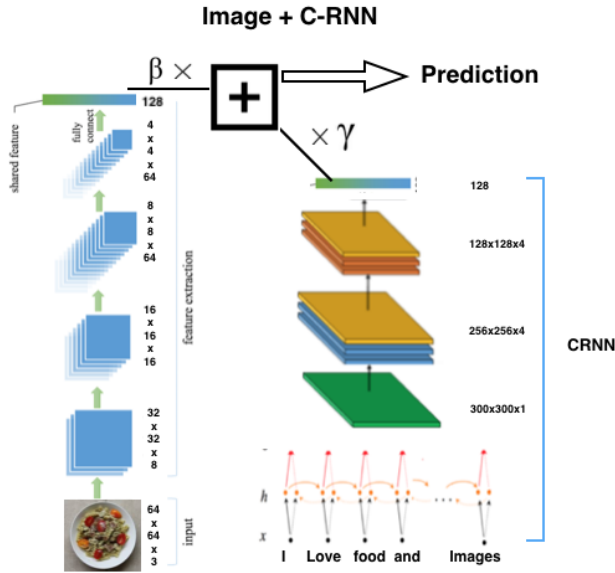 Image + C-RNN
β ×
+
Prediction
× γ
shared feature
128
fully
connect
4
x
4
x
64
8
x
8
x
64
16
x
16
x
16
32
x
32
x
8
64
x
64
x
3
feature extraction
input
128
128x128x4
256x256x4
300x300x1
CRNN
h
x
I Love food and Images